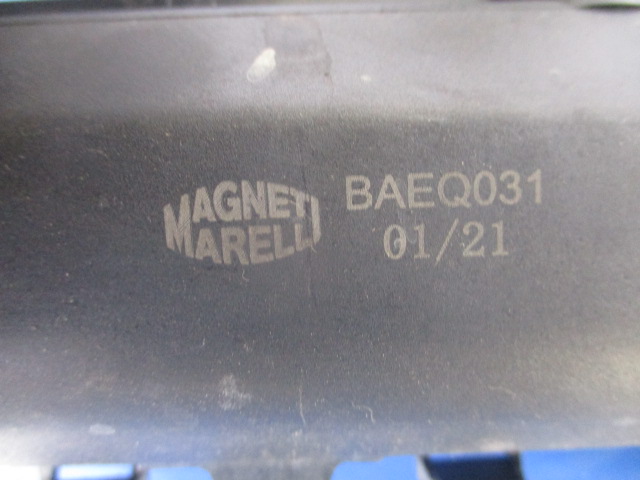 MAGNETI
MARELLI
BAEQ031
01/21